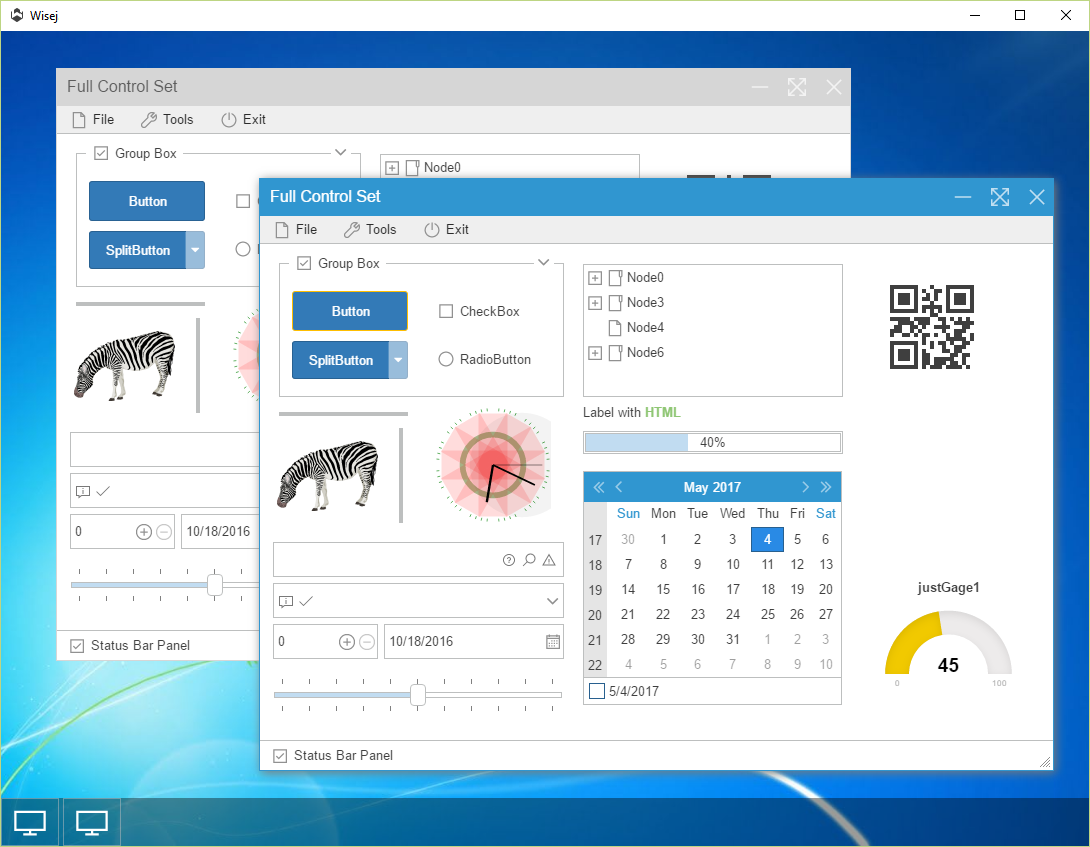 Wisej
Full Control Set
File Tools Exit
Group Box
Button
SplitButton
Node0
0
10/18/2016
Status Bar Panel
Full Control Set
File Tools Exit
Group Box
Button CheckBox
SplitButton RadioButton
0
10/18/2016
Status Bar Panel
Node0
Node3
Node4
Node6
Label with HTML
40%
May 2017
Sun Mon Tue Wed Thu Fri Sat
17 30 1 2 3 4 5 6
18 7 8 9 10 11 12 13
19 14 15 16 17 18 19 20
20 21 22 23 24 25 26 27
21 28 29 30 31 1 2 3
22 4 5 6 7 8 9 10
5/4/2017
justGage1
45
0 100